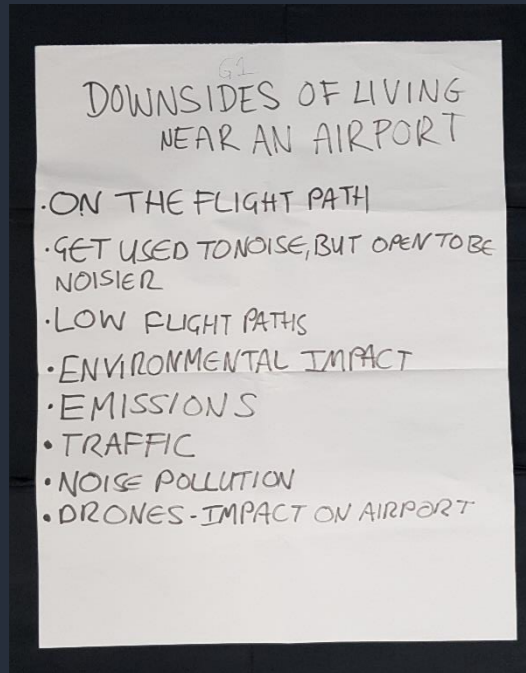 G1
DOWNSIDES OF LIVING
NEAR AN AIRPORT
·ON THE FLIGHT PATH
·GET USED TO NOISE, BUT OPEN TO BE
NOISIER
·LOW FLIGHT PATHS
·ENVIRONMENTAL IMPACT
·EMISSIONS
·TRAFFIC
·NOISE POLLUTION
·DRONES - IMPACT ON AIRPORT